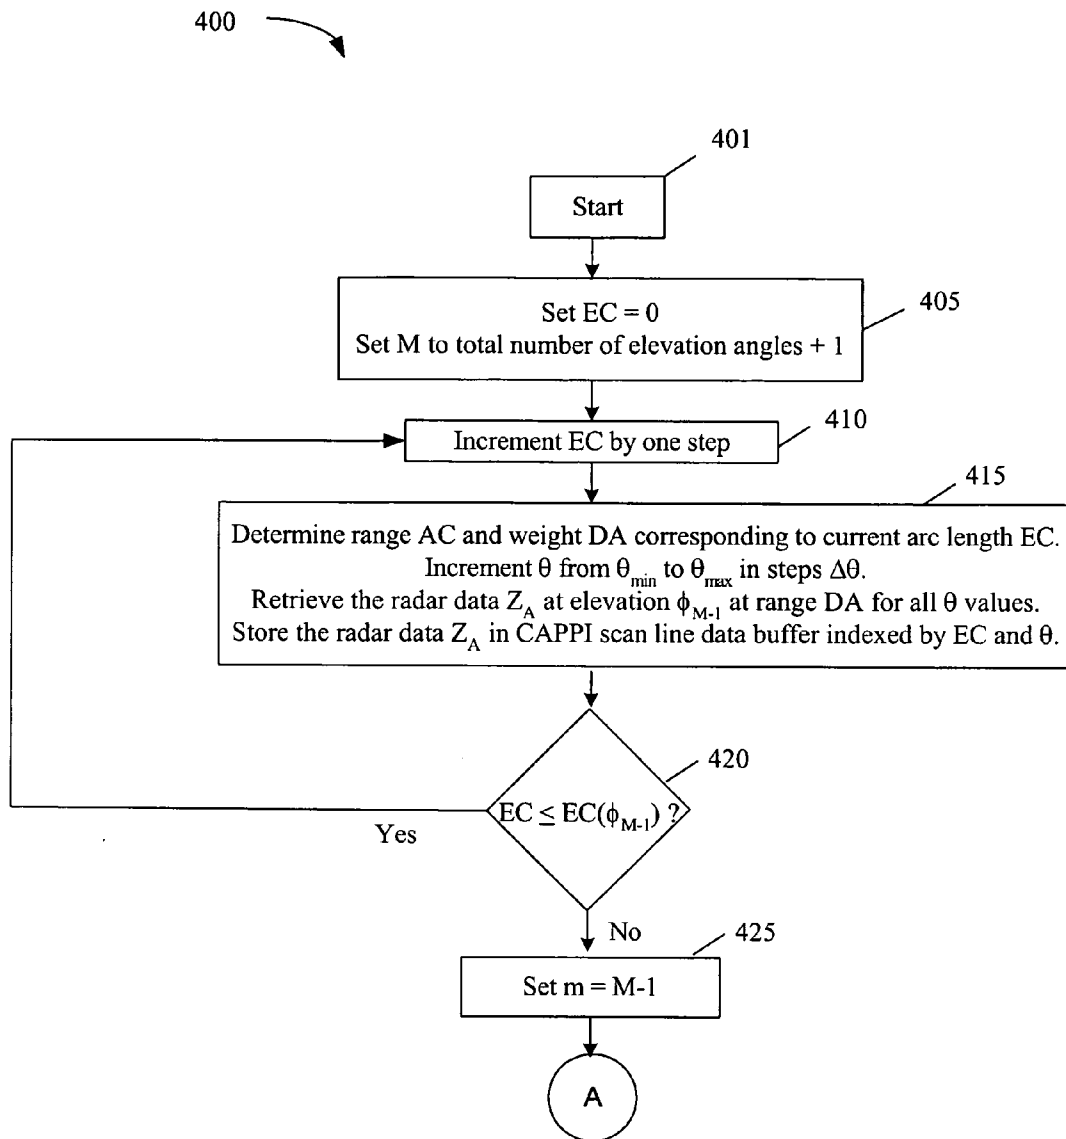 400
401
Start
405
Set EC = 0
Set M to total number of elevation angles + 1
410
Increment EC by one step
415
Determine range AC and weight DA corresponding to current arc length EC.
Increment θ from θmin to θmax in steps Δθ.
Retrieve the radar data ZA at elevation ϕM-1 at range DA for all θ values.
Store the radar data ZA in CAPPI scan line data buffer indexed by EC and θ.
420
EC ≤ EC(ϕM-1) ?
Yes
No
425
Set m = M-1
A